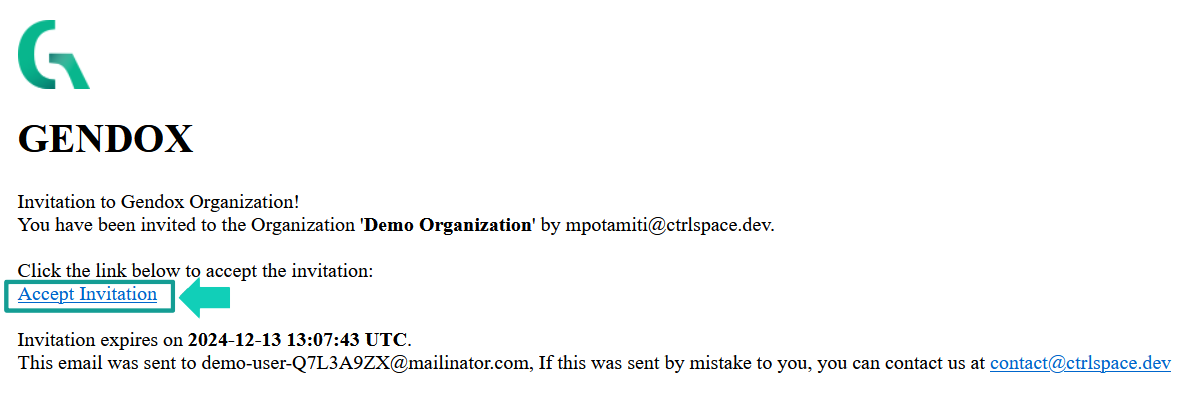 GENDOX
Invitation to Gendox Organization!
You have been invited to the Organization 'Demo Organization' by mpotamiti@ctrlspace.dev.
Click the link below to accept the invitation:
Accept Invitation
Invitation expires on 2024-12-13 13:07:43 UTC.
This email was sent to demo-user-Q7L3A9ZX@mailinator.com, If this was sent by mistake to you, you can contact us at contact@ctrlspace.dev